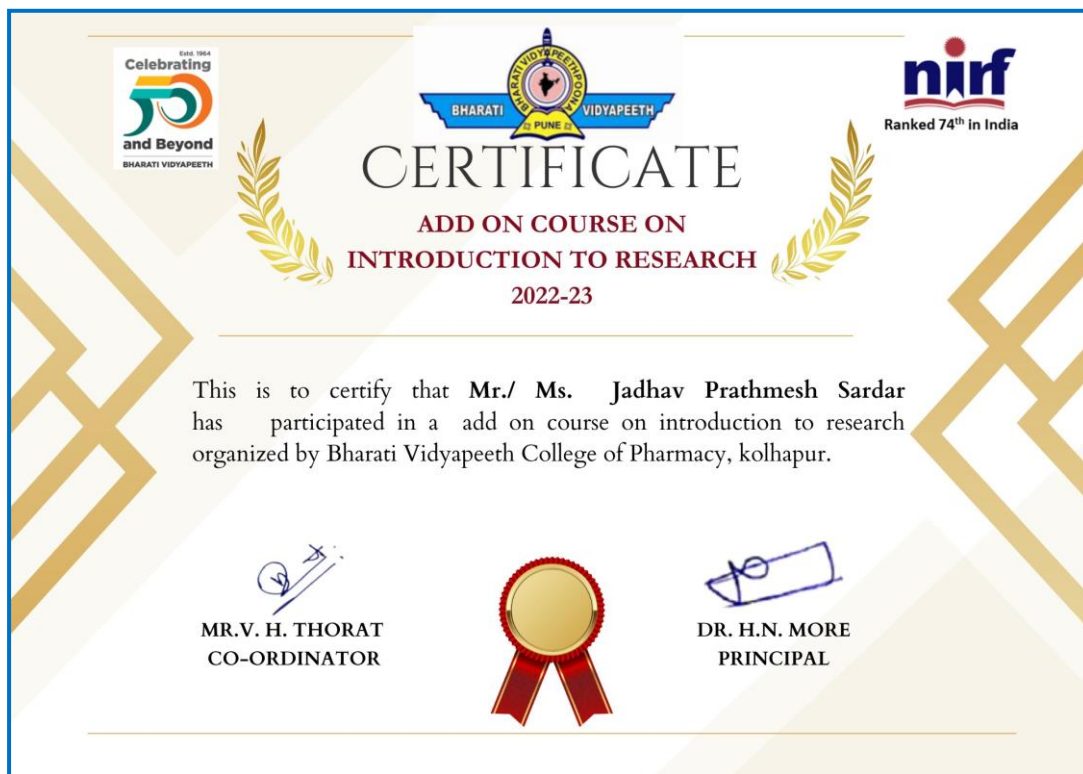 Estd. 1964
Celebrating
50
and Beyond
BHARATI VIDYAPEETH
BHARATI VIDYAPEETH POONA
BHARATI VIDYAPEETH
PUNE
nirf
Ranked 74th in India
CERTIFICATE
ADD ON COURSE ON
INTRODUCTION TO RESEARCH
2022-23
This is to certify that Mr./ Ms. Jadhav Prathmesh Sardar
has participated in a add on course on introduction to research
organized by Bharati Vidyapeeth College of Pharmacy, kolhapur.
MR.V. H. THORAT
CO-ORDINATOR
DR. H.N. MORE
PRINCIPAL